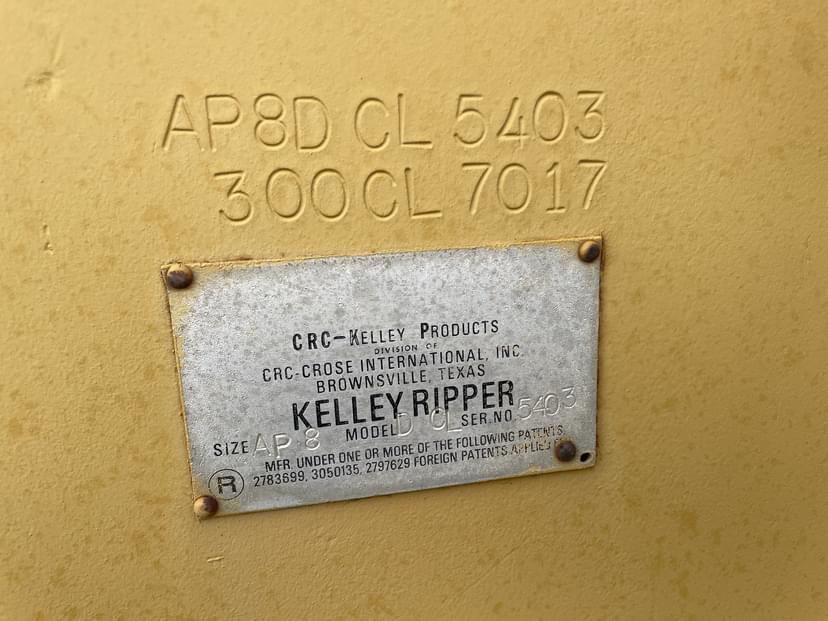 AP8D CL 5403
300CL 7017
CRC-KELLEY PRODUCTS
DIVISION OF
CRC-CROSE INTERNATIONAL, INC.
BROWNSVILLE, TEXAS
KELLEY RIPPER
SIZE AP 8 MODEL D CL SER.NO. 5403
MFR. UNDER ONE OR MORE OF THE FOLLOWING PATENTS
R 2783699, 3050135, 2797629 FOREIGN PATENTS APPLIED